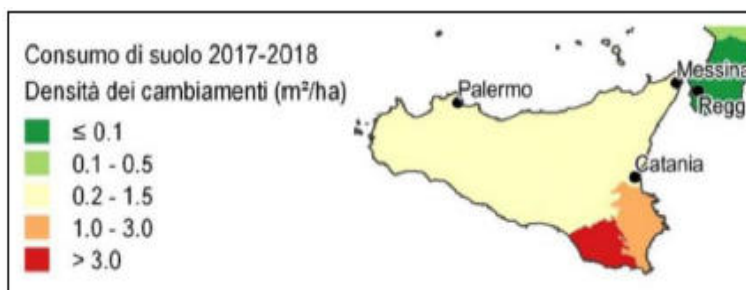 Consumo di suolo 2017-2018
Densità dei cambiamenti (m²/ha)
≤ 0.1
0.1 - 0.5
0.2 - 1.5
1.0 - 3.0
> 3.0
Palermo
Messina
Regg
Catania